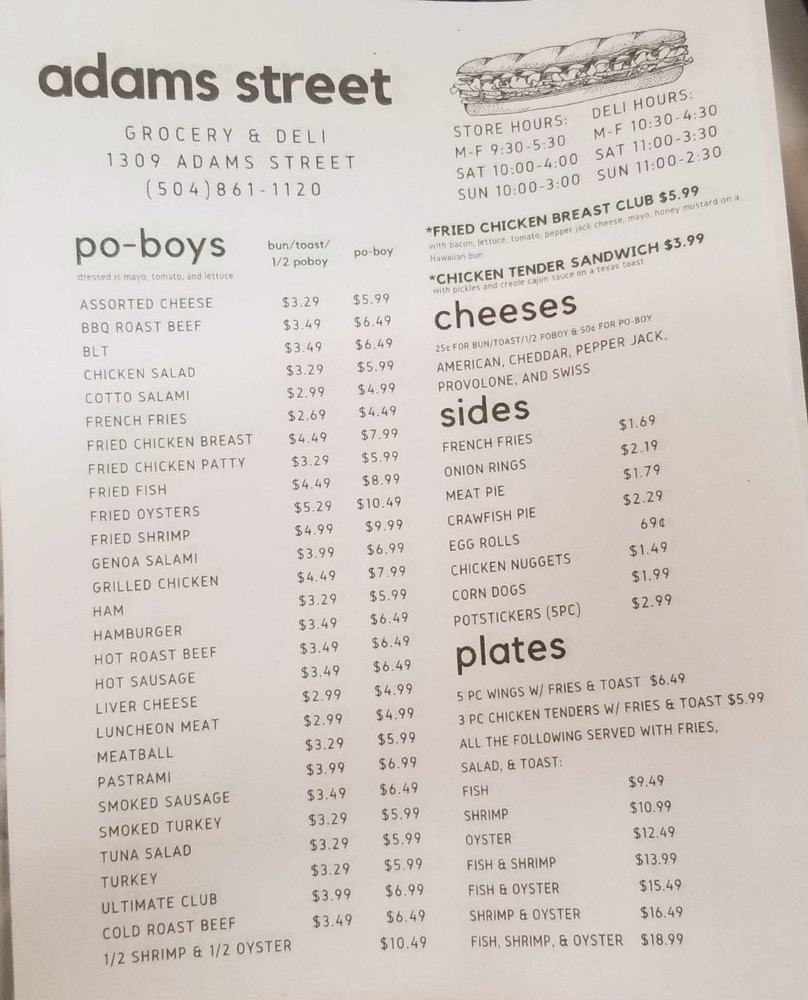 adams street
GROCERY & DELI
1309 ADAMS STREET
(504)861-1120
STORE HOURS:
M-F 9:30-5:30
SAT 10:00-4:00
SUN 10:00-3:00
DELI HOURS:
M-F 10:30-4:30
SAT 11:00-3:30
SUN 11:00-2:30
*FRIED CHICKEN BREAST CLUB $5.99
with bacon, lettuce, tomato, pepper jack cheese, mayo, honey mustard on a
Hawaiian bun
*CHICKEN TENDER SANDWICH $3.99
with pickles and creole cajun sauce on a texas toast
po-boys
dressed is mayo, tomato, and lettuce
bun/toast/
1/2 poboy
po-boy
ASSORTED CHEESE $3.29 $5.99
BBQ ROAST BEEF $3.49 $6.49
BLT $3.49 $6.49
CHICKEN SALAD $3.29 $5.99
COTTO SALAMI $2.99 $4.99
FRENCH FRIES $2.69 $4.49
FRIED CHICKEN BREAST $4.49 $7.99
FRIED CHICKEN PATTY $3.29 $5.99
FRIED FISH $4.49 $8.99
FRIED OYSTERS $5.29 $10.49
FRIED SHRIMP $4.99 $9.99
GENOA SALAMI $3.99 $6.99
GRILLED CHICKEN $4.49 $7.99
HAM $3.29 $5.99
HAMBURGER $3.49 $6.49
HOT ROAST BEEF $3.49 $6.49
HOT SAUSAGE $3.49 $6.49
LIVER CHEESE $2.99 $4.99
LUNCHEON MEAT $2.99 $4.99
MEATBALL $3.29 $5.99
PASTRAMI $3.99 $6.99
SMOKED SAUSAGE $3.49 $6.49
SMOKED TURKEY $3.29 $5.99
TUNA SALAD $3.29 $5.99
TURKEY $3.29 $5.99
ULTIMATE CLUB $3.99 $6.99
COLD ROAST BEEF $3.49 $6.49
1/2 SHRIMP & 1/2 OYSTER $10.49
cheeses
25¢ FOR BUN/TOAST/1/2 POBOY & 50¢ FOR PO-BOY
AMERICAN, CHEDDAR, PEPPER JACK,
PROVOLONE, AND SWISS
sides
FRENCH FRIES $1.69
ONION RINGS $2.19
MEAT PIE $1.79
CRAWFISH PIE $2.29
EGG ROLLS 69¢
CHICKEN NUGGETS $1.49
CORN DOGS $1.99
POTSTICKERS (5PC) $2.99
plates
5 PC WINGS W/ FRIES & TOAST $6.49
3 PC CHICKEN TENDERS W/ FRIES & TOAST $5.99
ALL THE FOLLOWING SERVED WITH FRIES,
SALAD, & TOAST:
FISH $9.49
SHRIMP $10.99
OYSTER $12.49
FISH & SHRIMP $13.99
FISH & OYSTER $15.49
SHRIMP & OYSTER $16.49
FISH, SHRIMP, & OYSTER $18.99